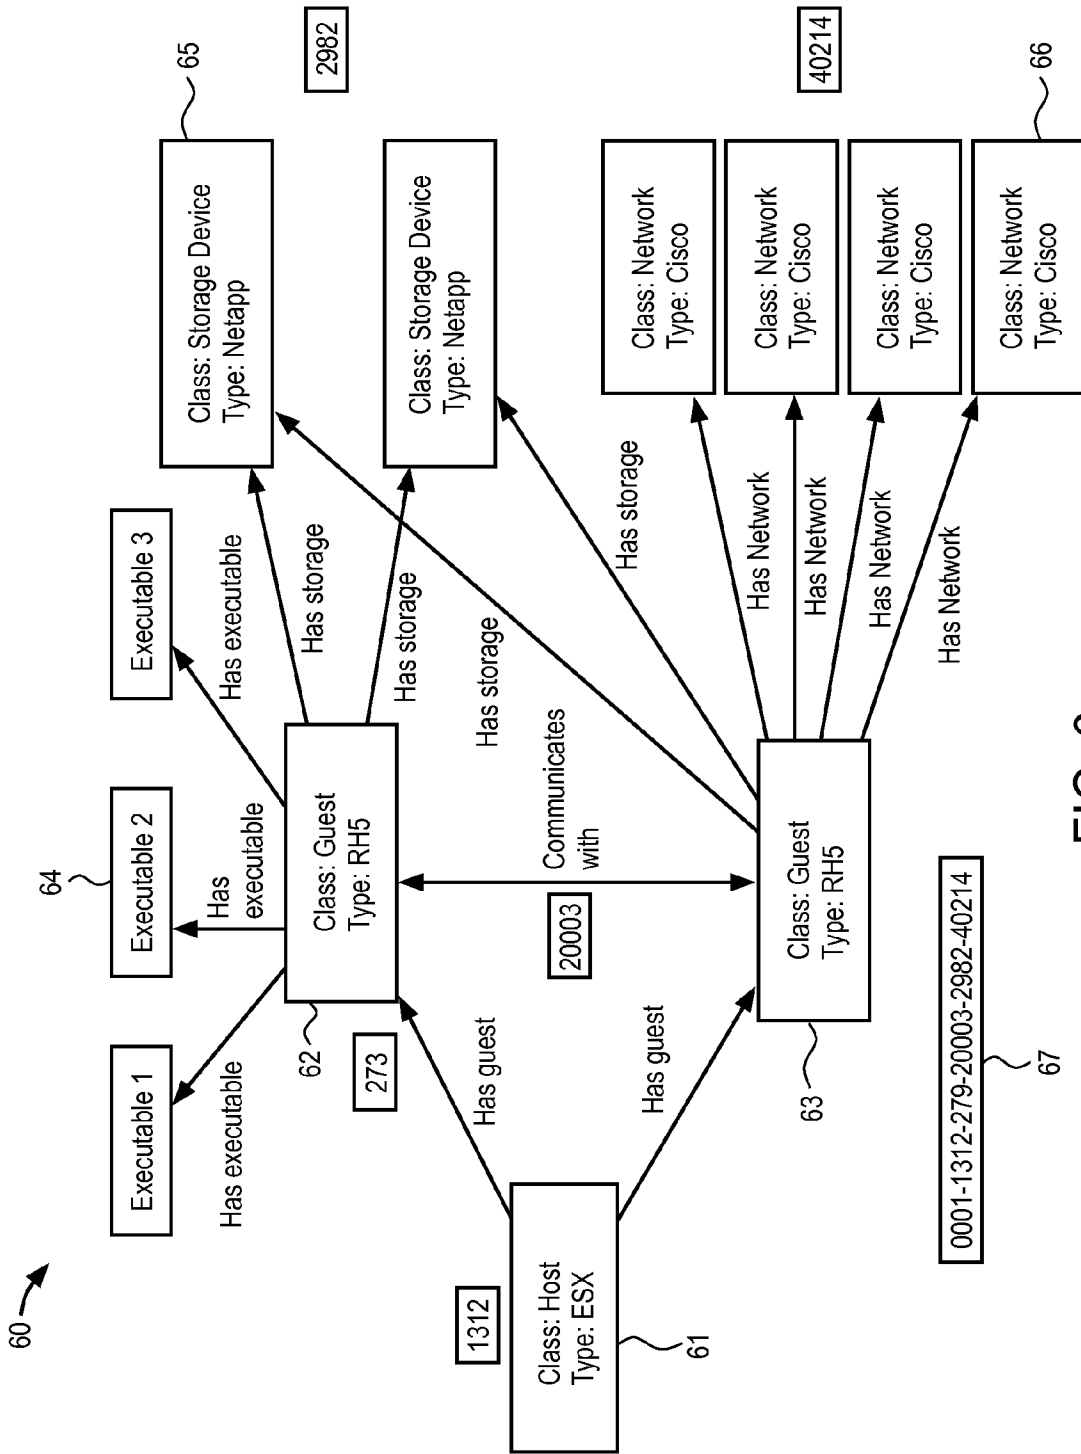 60
Executable 1
Executable 2
64
Executable 3
Has executable
Has
executable
Has executable
Class: Guest
Type: RH5
62
273
Has storage
Has storage
Class: Storage Device
Type: Netapp
65
2982
Class: Storage Device
Type: Netapp
1312
Class: Host
Type: ESX
61
Has guest
Has guest
20003
Communicates
with
Has storage
Has storage
Class: Guest
Type: RH5
63
Has Network
Has Network
Has Network
Has Network
Class: Network
Type: Cisco
40214
Class: Network
Type: Cisco
Class: Network
Type: Cisco
Class: Network
Type: Cisco
66
0001-1312-279-20003-2982-40214
67
FIG.